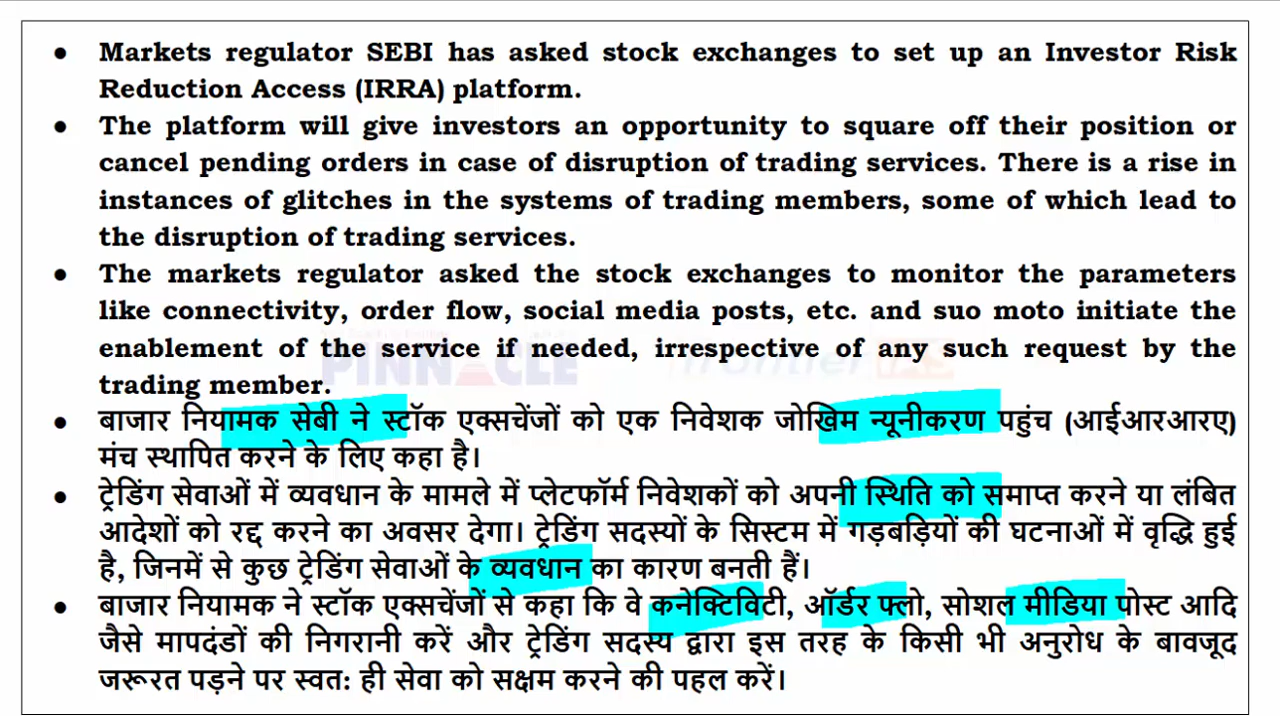 ● Markets regulator SEBI has asked stock exchanges to set up an Investor Risk
Reduction Access (IRRA) platform.
● The platform will give investors an opportunity to square off their position or
cancel pending orders in case of disruption of trading services. There is a rise in
instances of glitches in the systems of trading members, some of which lead to
the disruption of trading services.
● The markets regulator asked the stock exchanges to monitor the parameters
like connectivity, order flow, social media posts, etc. and suo moto initiate the
enablement of the service if needed, irrespective of any such request by the
PINNACLE
trading member.
● बाजार नियामक सेबी ने स्टॉक एक्सचेंजों को एक निवेशक जोखिम न्यूनीकरण पहुंच (आईआरआरए)
मंच स्थापित करने के लिए कहा है।
● ट्रेडिंग सेवाओं में व्यवधान के मामले में प्लेटफॉर्म निवेशकों को अपनी स्थिति को समाप्त करने या लंबित
आदेशों को रद्द करने का अवसर देगा। ट्रेडिंग सदस्यों के सिस्टम में गड़बड़ियों की घटनाओं में वृद्धि हुई
है, जिनमें से कुछ ट्रेडिंग सेवाओं के व्यवधान का कारण बनती हैं।
● बाजार नियामक ने स्टॉक एक्सचेंजों से कहा कि वे कनेक्टिविटी, ऑर्डर फ्लो, सोशल मीडिया पोस्ट आदि
जैसे मापदंडों की निगरानी करें और ट्रेडिंग सदस्य द्वारा इस तरह के किसी भी अनुरोध के बावजूद
जरूरत पड़ने पर स्वत: ही सेवा को सक्षम करने की पहल करें।